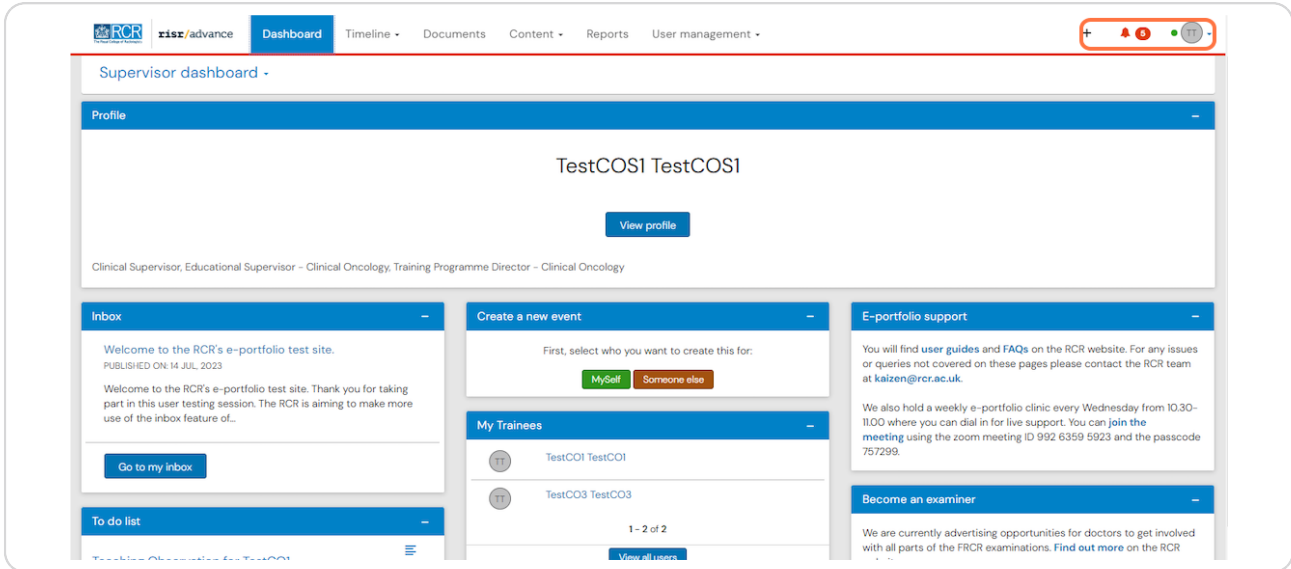 RCR
risr/advance
Dashboard
Timeline
Documents
Content
Reports
User management
+
5
TT
Supervisor dashboard
Profile
TestCOS1 TestCOS1
View profile
Clinical Supervisor, Educational Supervisor – Clinical Oncology, Training Programme Director – Clinical Oncology
Inbox
Welcome to the RCR's e-portfolio test site.
PUBLISHED ON: 14 JUL, 2023
Welcome to the RCR's e-portfolio test site. Thank you for taking
part in this user testing session. The RCR is aiming to make more
use of the inbox feature of...
Go to my inbox
To do list
Teaching Observation for TestCO1
Create a new event
First, select who you want to create this for:
MySelf
Someone else
My Trainees
TT
TestCO1 TestCO1
TT
TestCO3 TestCO3
1 – 2 of 2
View all users
E-portfolio support
You will find user guides and FAQs on the RCR website. For any issues
or queries not covered on these pages please contact the RCR team
at kaizen@rcr.ac.uk.
We also hold a weekly e-portfolio clinic every Wednesday from 10.30-
11.00 where you can dial in for live support. You can join the
meeting using the zoom meeting ID 992 6359 5923 and the passcode
757299.
Become an examiner
We are currently advertising opportunities for doctors to get involved
with all parts of the FRCR examinations. Find out more on the RCR